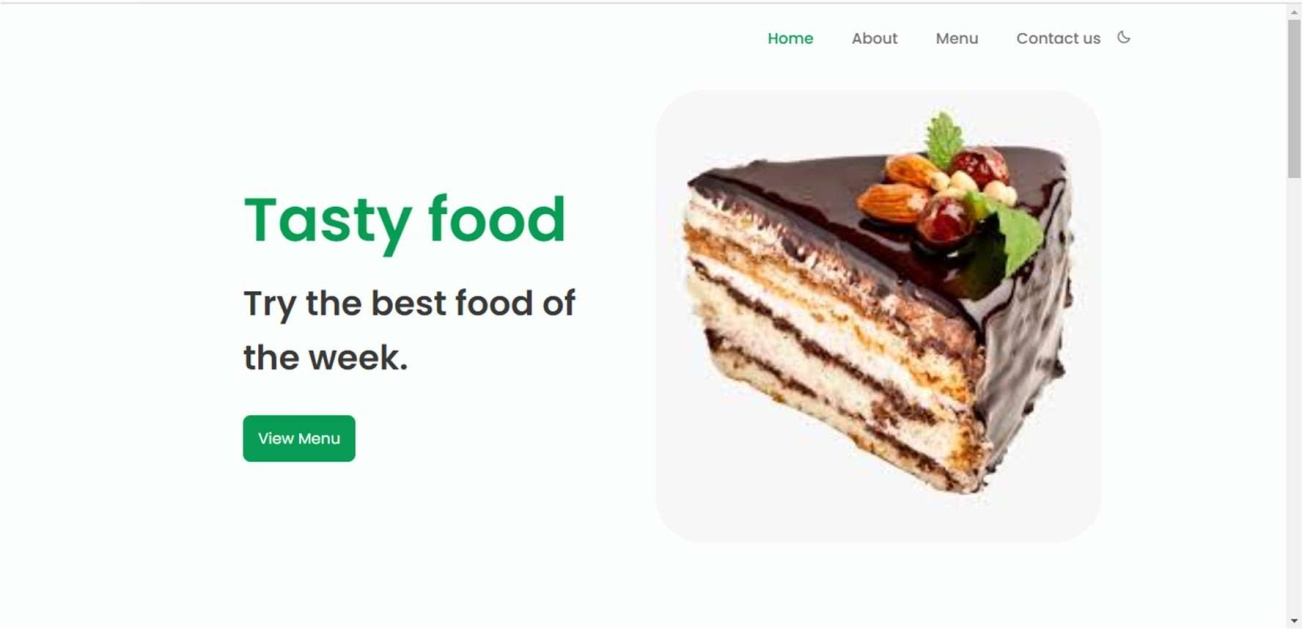 Home About Menu Contact us
Tasty food
Try the best food of
the week.
View Menu